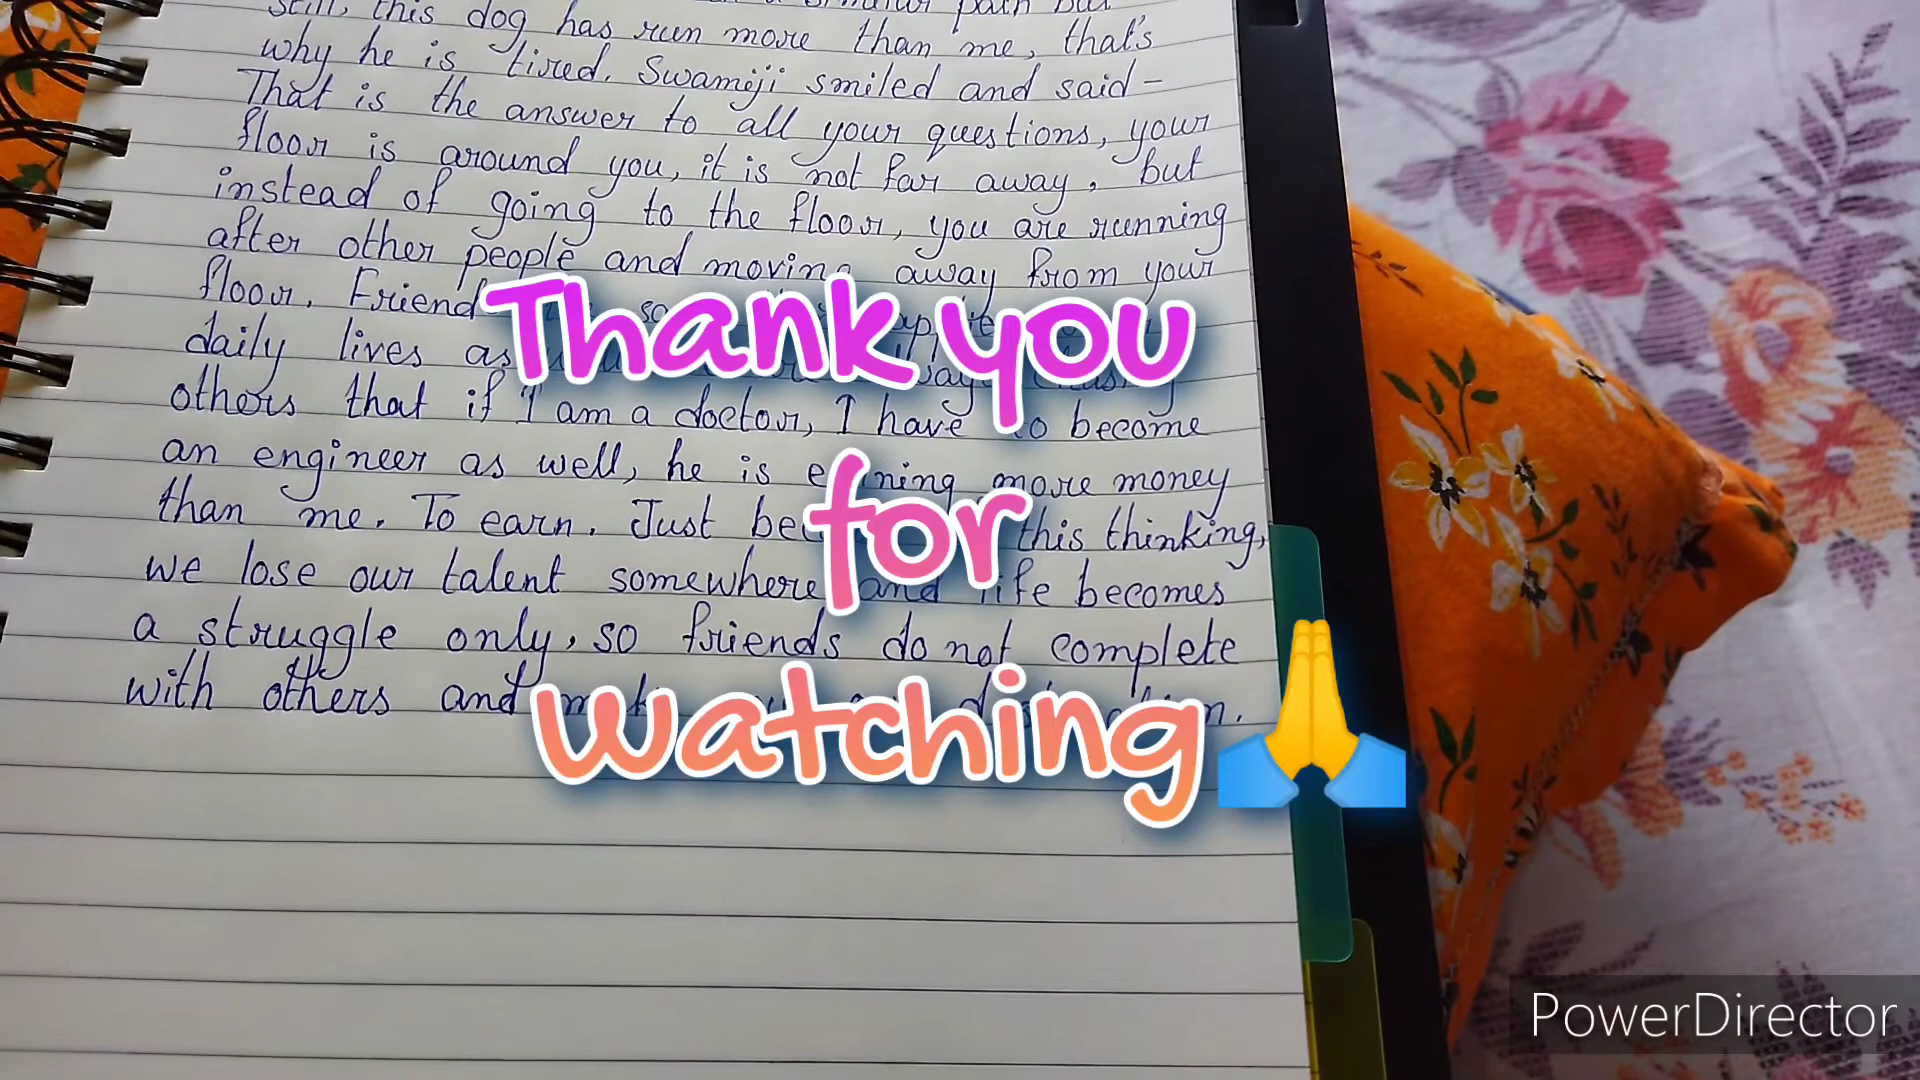 still, this dog has run more than me, that's
why he is tired. Swamiji smiled and said-
That is the answer to all your questions, your
floor is around you, it is not far away, but
instead of going to the floor, you are running
after other people and moving away from your
floor. Friend
daily lives as
others that if I am a doctor, I have to become
an engineer as well, he is earning more money
than me. To earn. Just this thinking,
we lose our talent somewhere and life becomes
a struggle only, so friends do not complete
with others and
Thank you
for
Watching🙏
PowerDirector